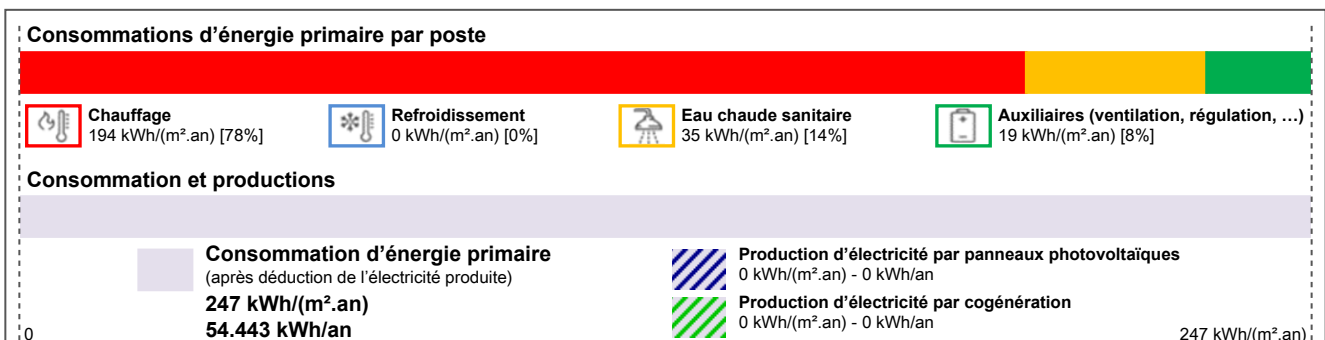 Consommations d’énergie primaire par poste
Chauffage
194 kWh/(m².an) [78%]
Refroidissement
0 kWh/(m².an) [0%]
Eau chaude sanitaire
35 kWh/(m².an) [14%]
Auxiliaires (ventilation, régulation, …)
19 kWh/(m².an) [8%]
Consommation et productions
Consommation d’énergie primaire
(après déduction de l’électricité produite)
247 kWh/(m².an)
54.443 kWh/an
Production d’électricité par panneaux photovoltaïques
0 kWh/(m².an) - 0 kWh/an
Production d’électricité par cogénération
0 kWh/(m².an) - 0 kWh/an
0
247 kWh/(m².an)